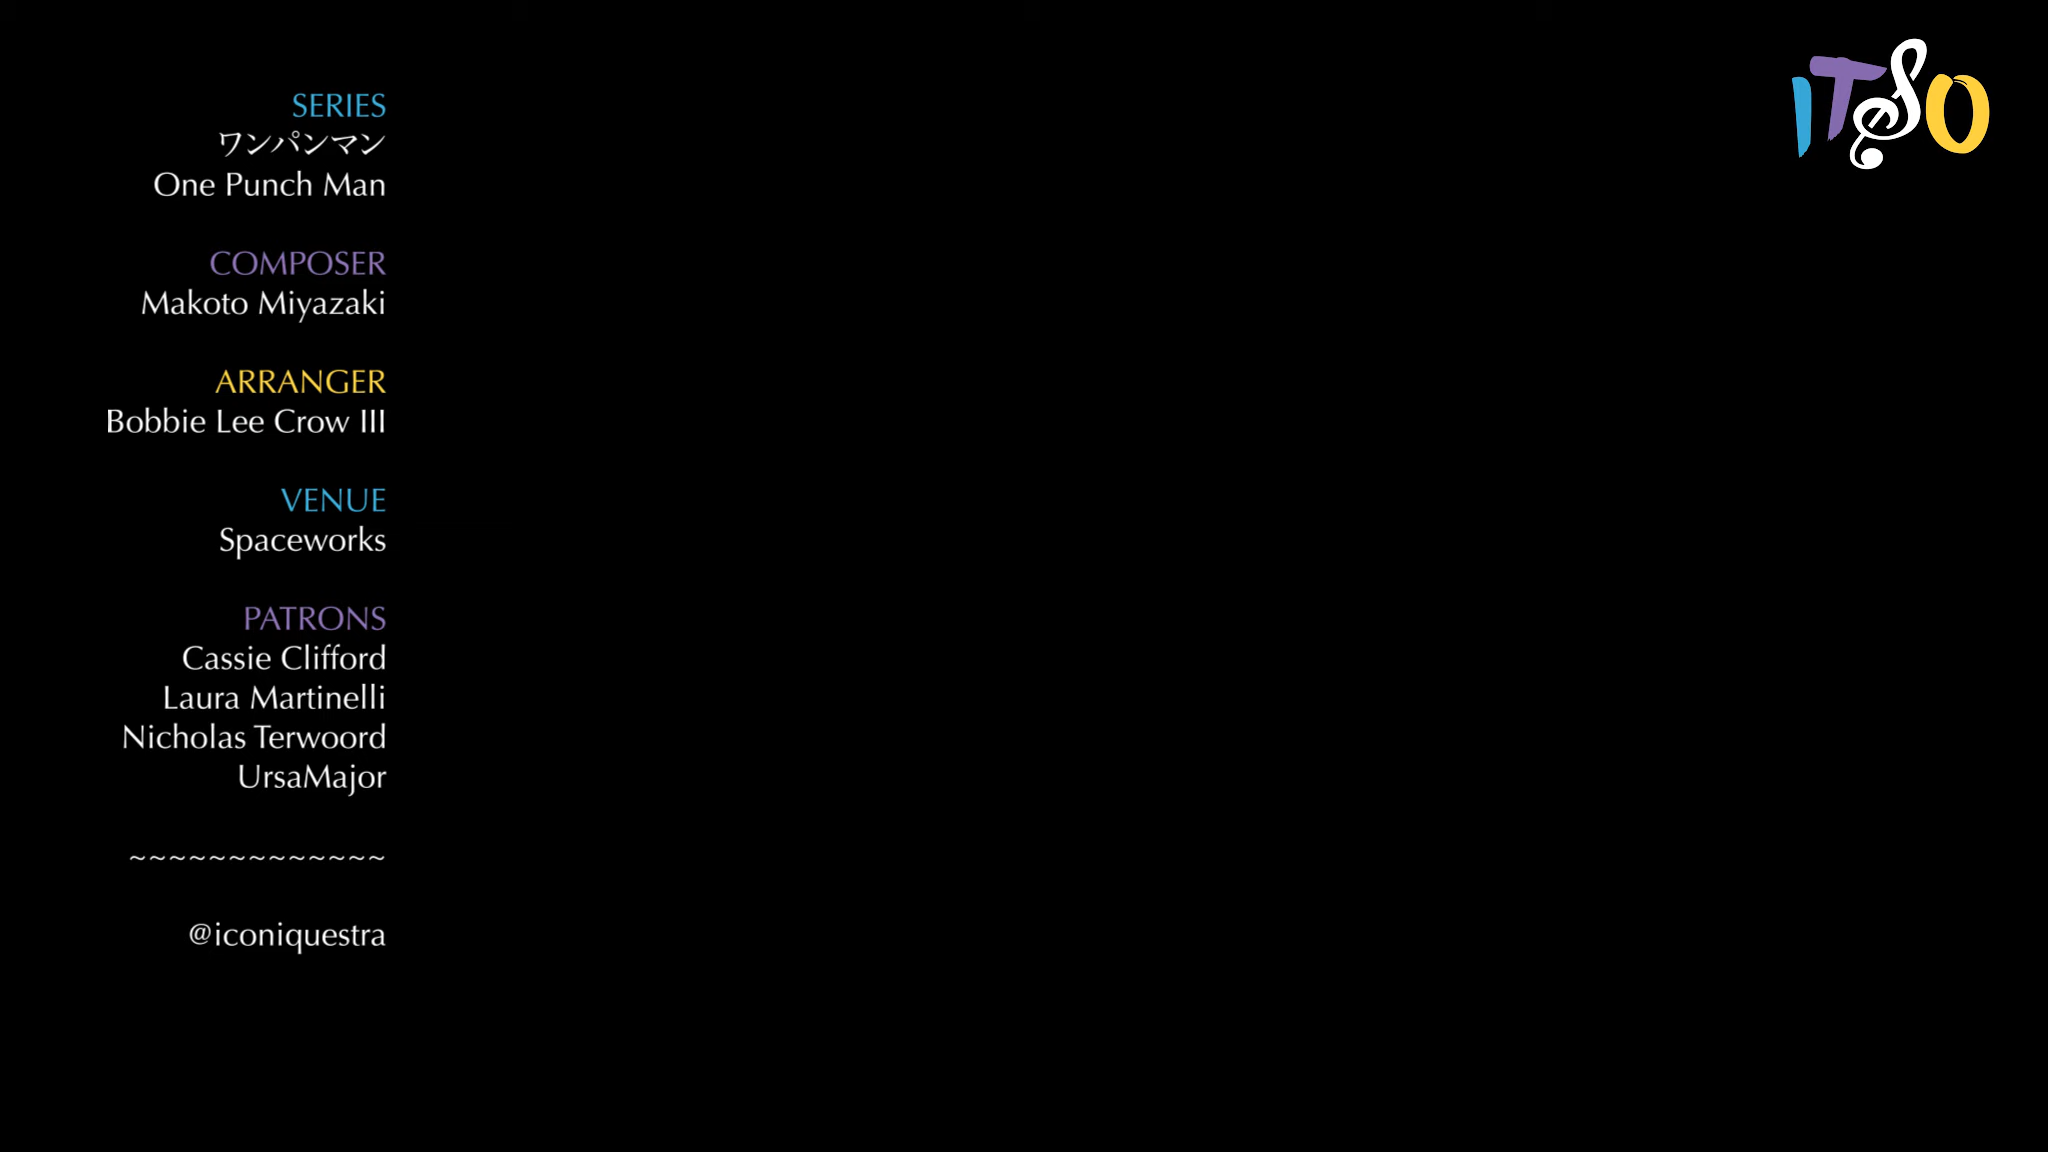 SERIES
ワンパンマン
One Punch Man
COMPOSER
Makoto Miyazaki
ARRANGER
Bobbie Lee Crow III
VENUE
Spaceworks
PATRONS
Cassie Clifford
Laura Martinelli
Nicholas Terwoord
UrsaMajor
~~~~~~~~~~~~~
@iconiquestra
ITSO